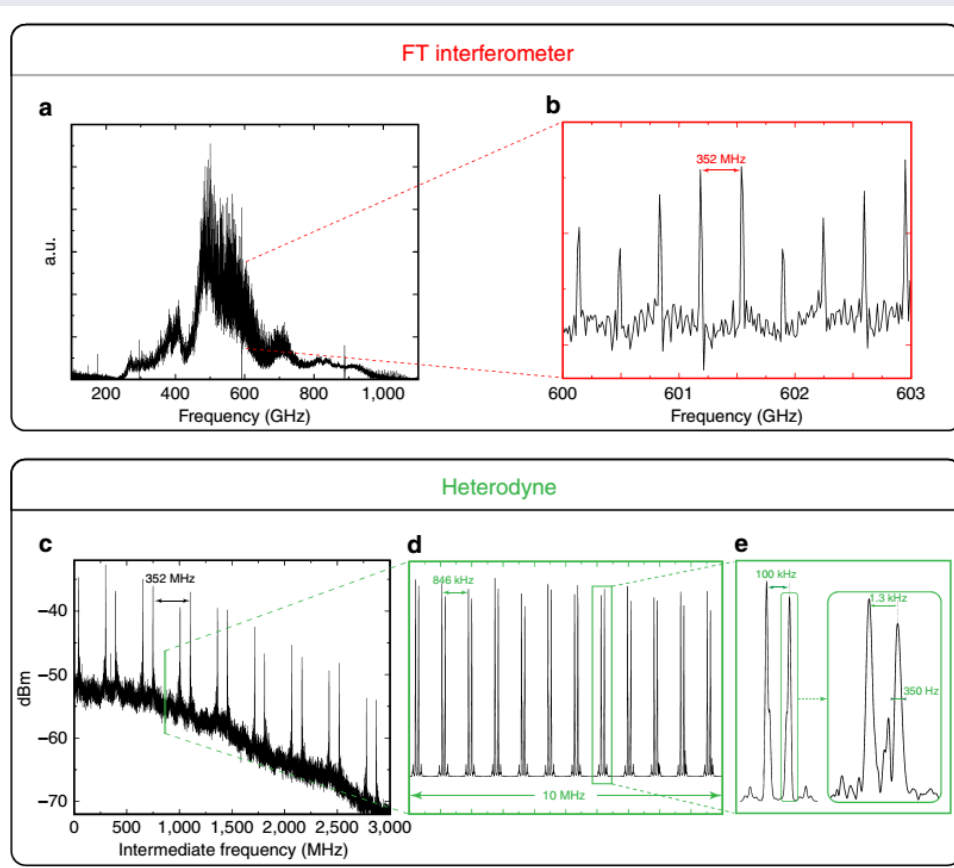 FT interferometer
a
a.u.
200 400 600 800 1,000
Frequency (GHz)
b
352 MHz
600 601 602 603
Frequency (GHz)
Heterodyne
c
352 MHz
dBm
−40
−50
−60
−70
0 500 1,000 1,500 2,000 2,500 3,000
Intermediate frequency (MHz)
d
846 kHz
10 MHz
e
100 kHz
1.3 kHz
350 Hz